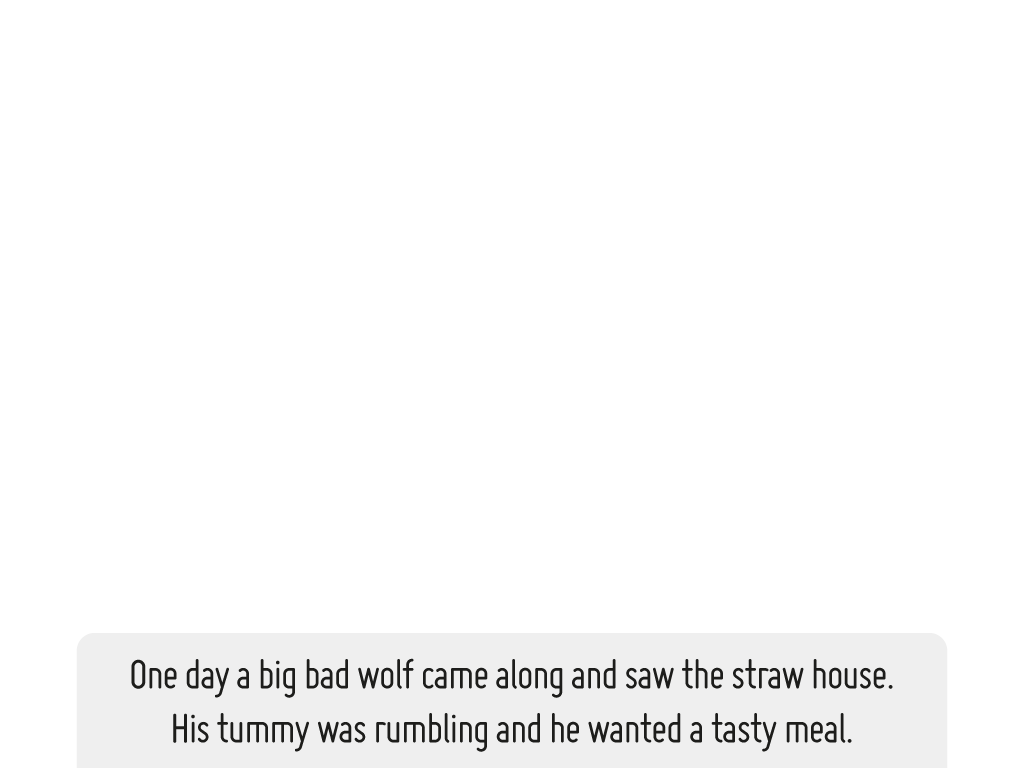 One day a big bad wolf came along and saw the straw house.
His tummy was rumbling and he wanted a tasty meal.